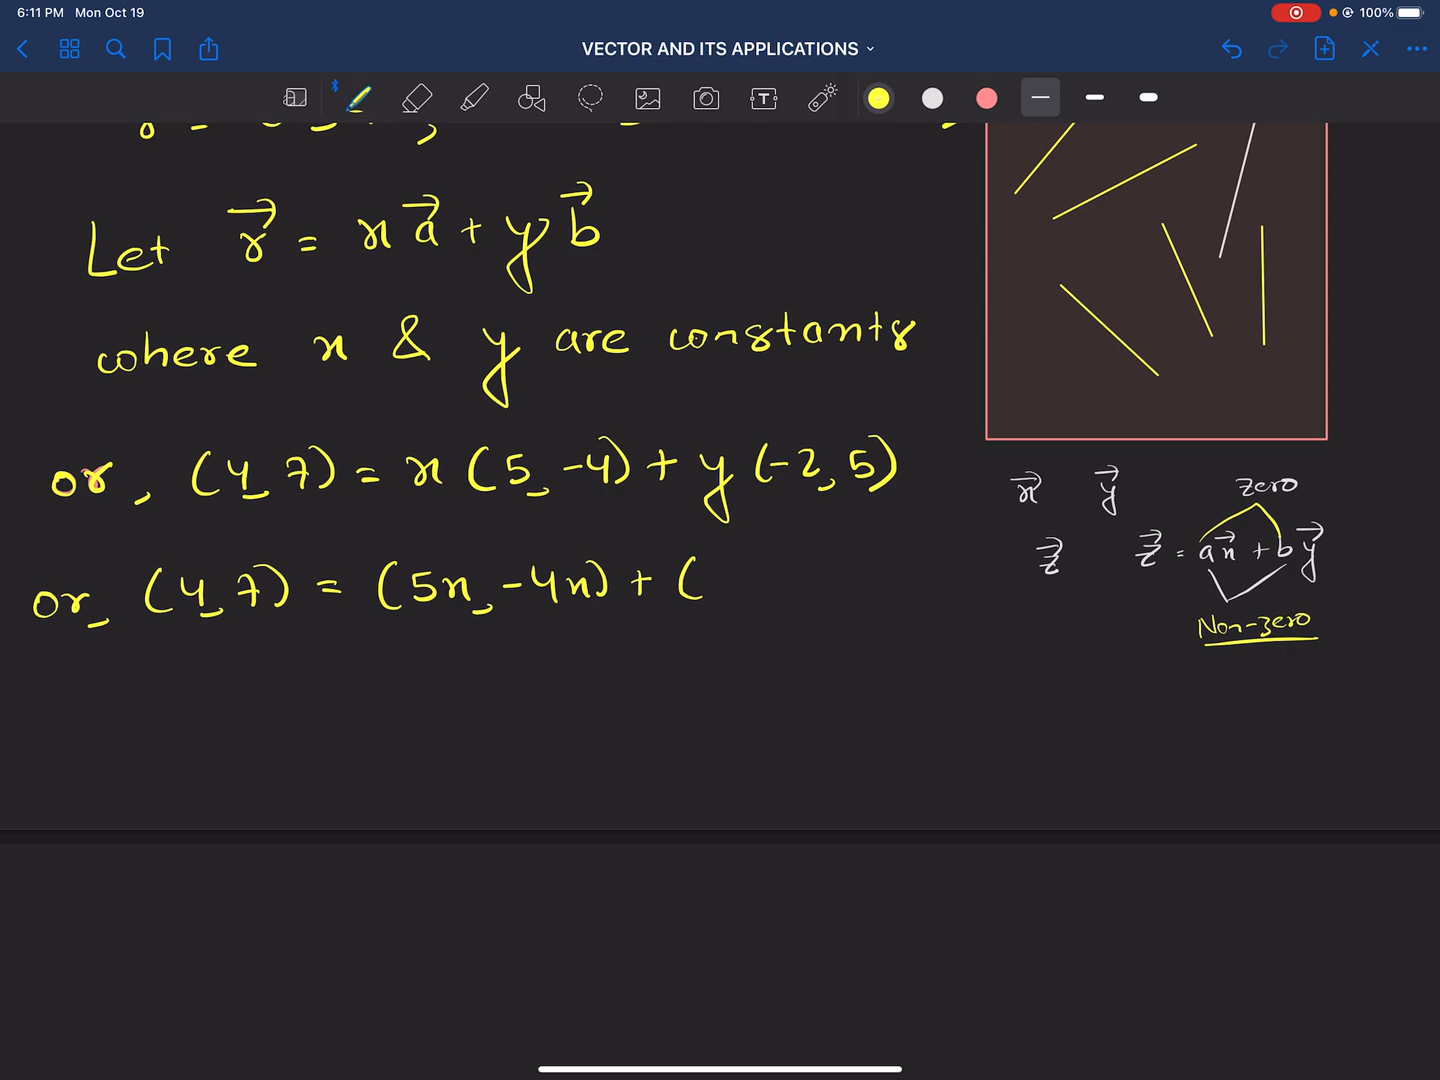 6:11 PM Mon Oct 19
100%
VECTOR AND ITS APPLICATIONS
T
Let r⃗ = x a⃗ + y b⃗
where x & y are constants
or, (4, 7) = x (5, -4) + y (-2, 5)
or, (4, 7) = (5x, -4x) + (
x⃗ y⃗
zero
z⃗ z⃗ = a x⃗ + b y⃗
Non-zero